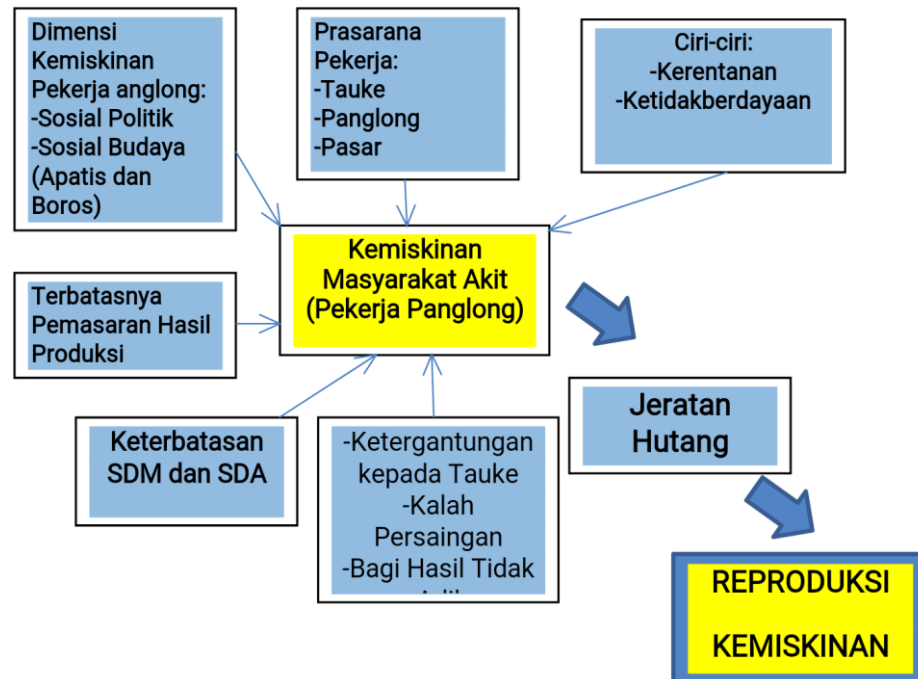 Dimensi
Kemiskinan
Pekerja anglong:
-Sosial Politik
-Sosial Budaya
(Apatis dan
Boros)
Prasarana
Pekerja:
-Tauke
-Panglong
-Pasar
Ciri-ciri:
-Kerentanan
-Ketidakberdayaan
Kemiskinan
Masyarakat Akit
(Pekerja Panglong)
Terbatasnya
Pemasaran Hasil
Produksi
Keterbatasan
SDM dan SDA
-Ketergantungan
kepada Tauke
-Kalah
Persaingan
-Bagi Hasil Tidak
Jeratan
Hutang
REPRODUKSI
KEMISKINAN